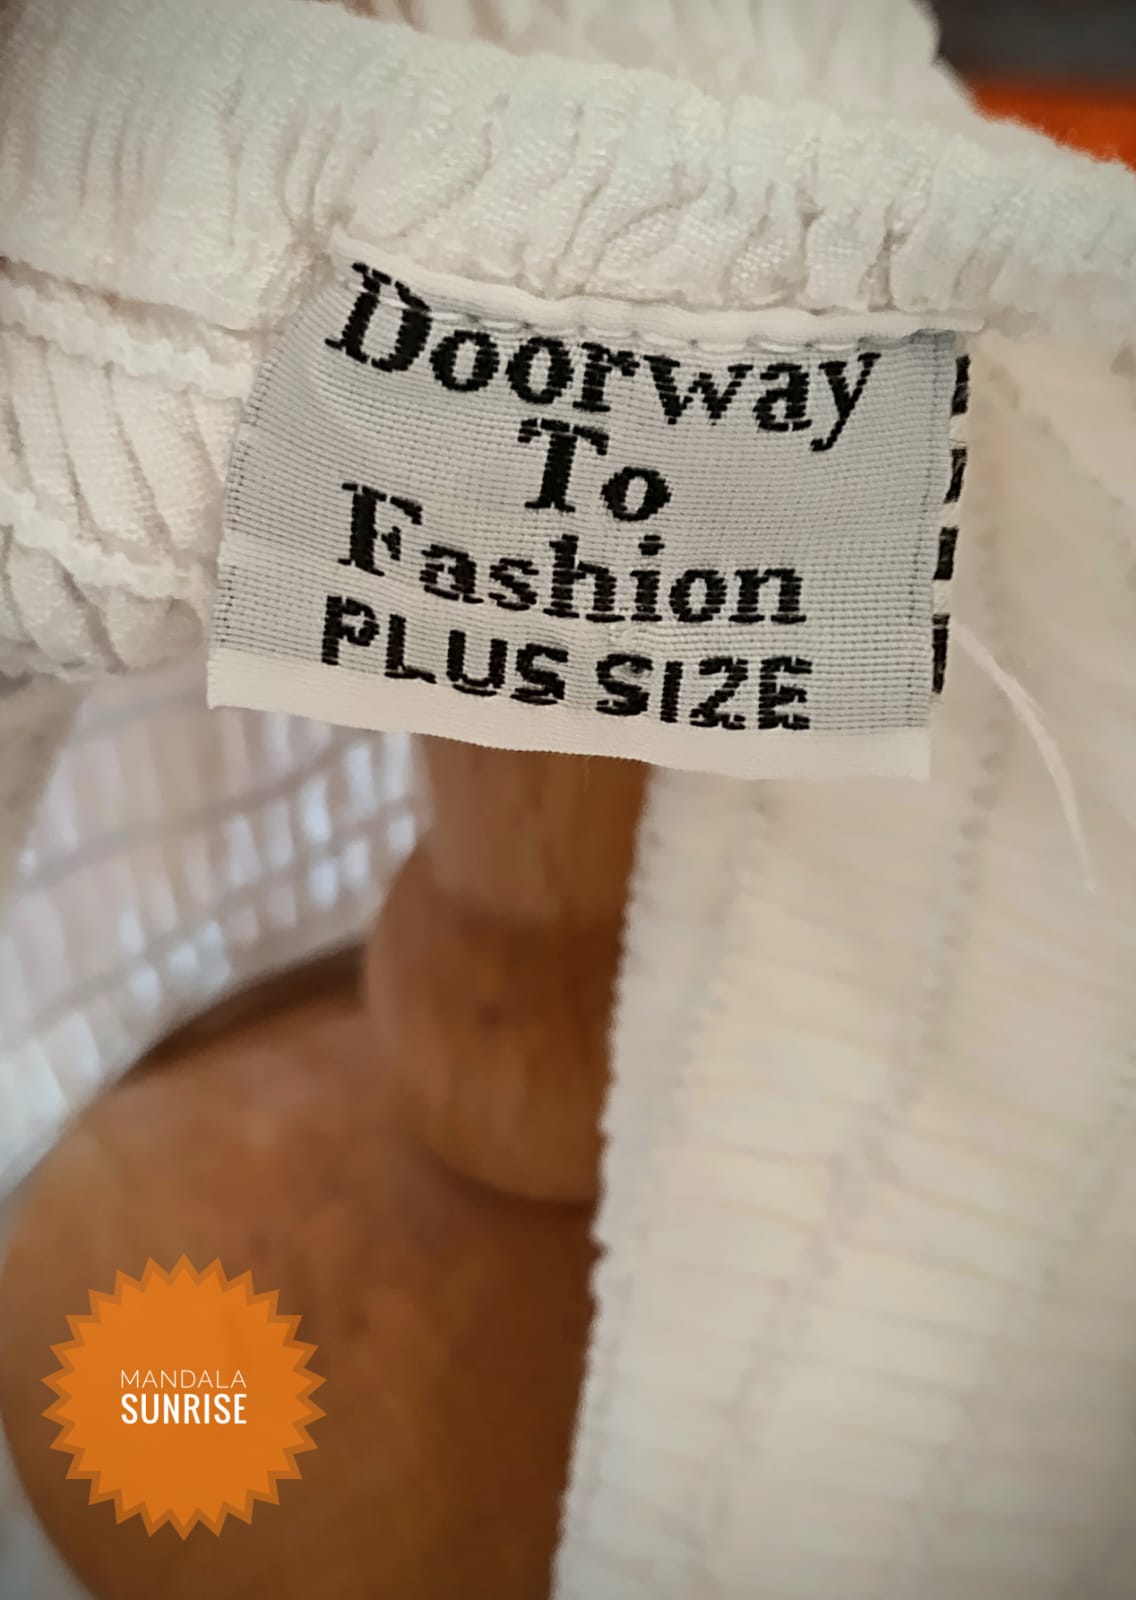 Doorway
To
Fashion
PLUS SIZE
MANDALA
SUNRISE